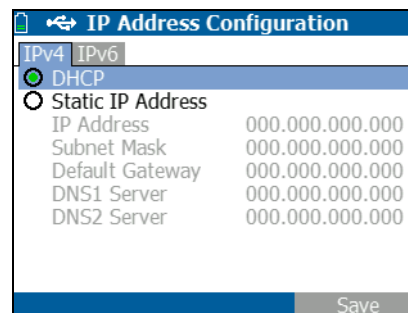 IP Address Configuration
IPv4 IPv6
DHCP
Static IP Address
IP Address 000.000.000.000
Subnet Mask 000.000.000.000
Default Gateway 000.000.000.000
DNS1 Server 000.000.000.000
DNS2 Server 000.000.000.000
Save